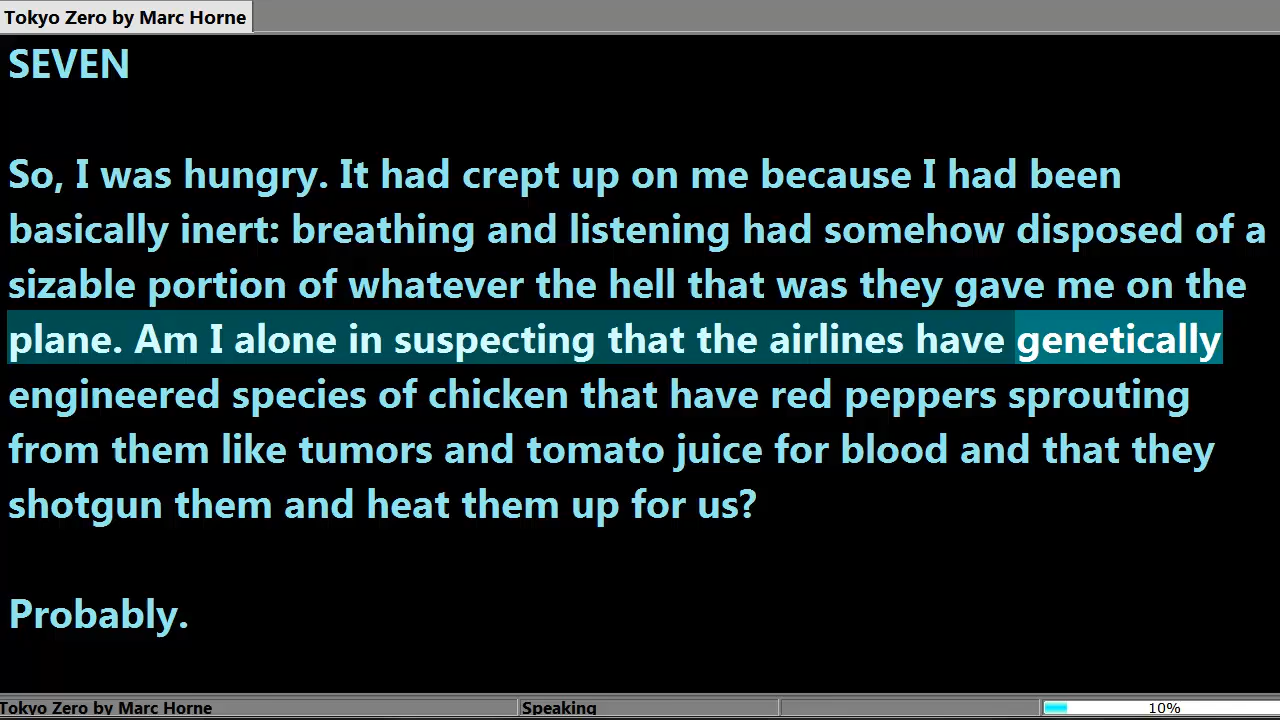 Tokyo Zero by Marc Horne
SEVEN
So, I was hungry. It had crept up on me because I had been
basically inert: breathing and listening had somehow disposed of a
sizable portion of whatever the hell that was they gave me on the
plane. Am I alone in suspecting that the airlines have genetically
engineered species of chicken that have red peppers sprouting
from them like tumors and tomato juice for blood and that they
shotgun them and heat them up for us?
Probably.
Tokyo Zero by Marc Horne Speaking 10%